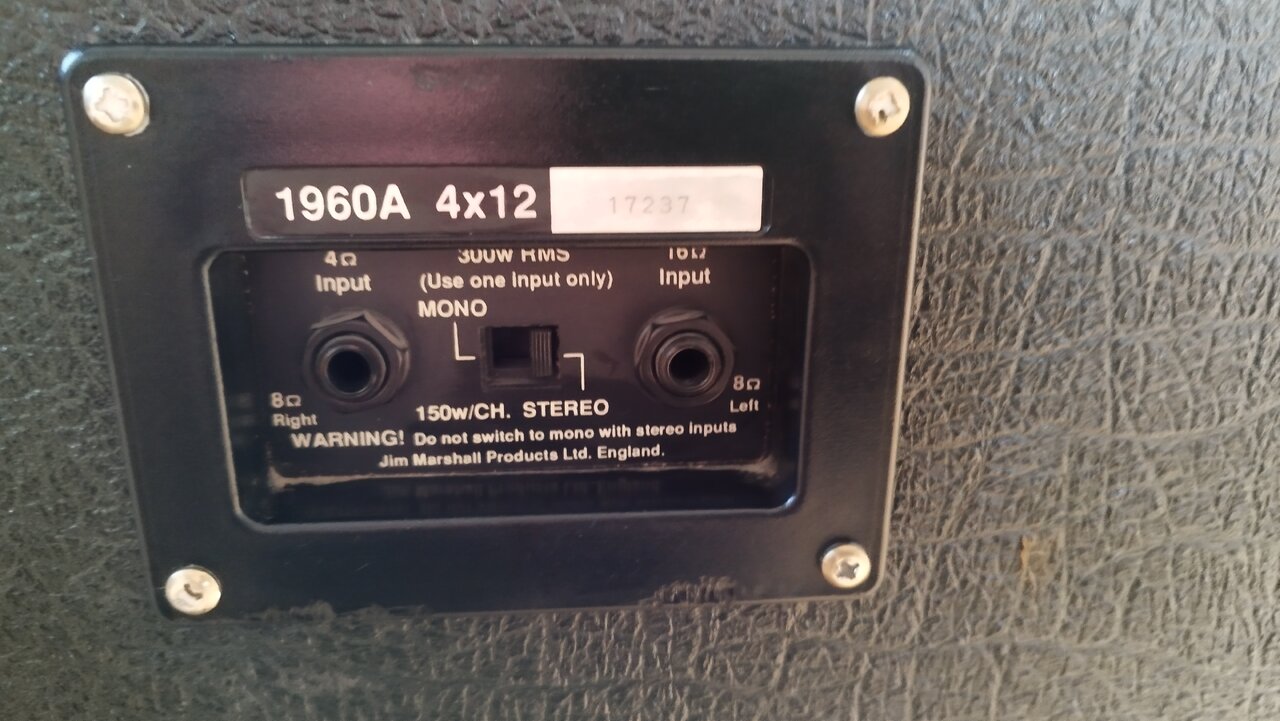 1960A 4x12 17237
4Ω 300w RMS 16Ω
Input (Use one input only) Input
MONO
8Ω 8Ω
Right 150w/CH. STEREO Left
WARNING! Do not switch to mono with stereo inputs
Jim Marshall Products Ltd. England.